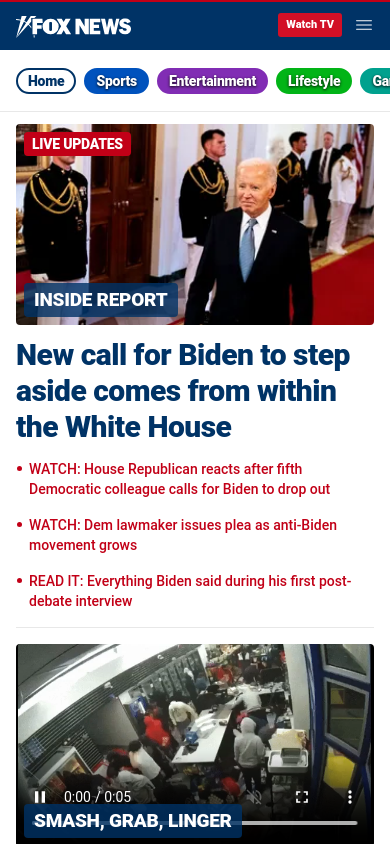 FOX NEWS
Watch TV
Home
Sports
Entertainment
Lifestyle
LIVE UPDATES
INSIDE REPORT
New call for Biden to step
aside comes from within
the White House
• WATCH: House Republican reacts after fifth
Democratic colleague calls for Biden to drop out
• WATCH: Dem lawmaker issues plea as anti-Biden
movement grows
• READ IT: Everything Biden said during his first post-
debate interview
0:00 / 0:05
SMASH, GRAB, LINGER